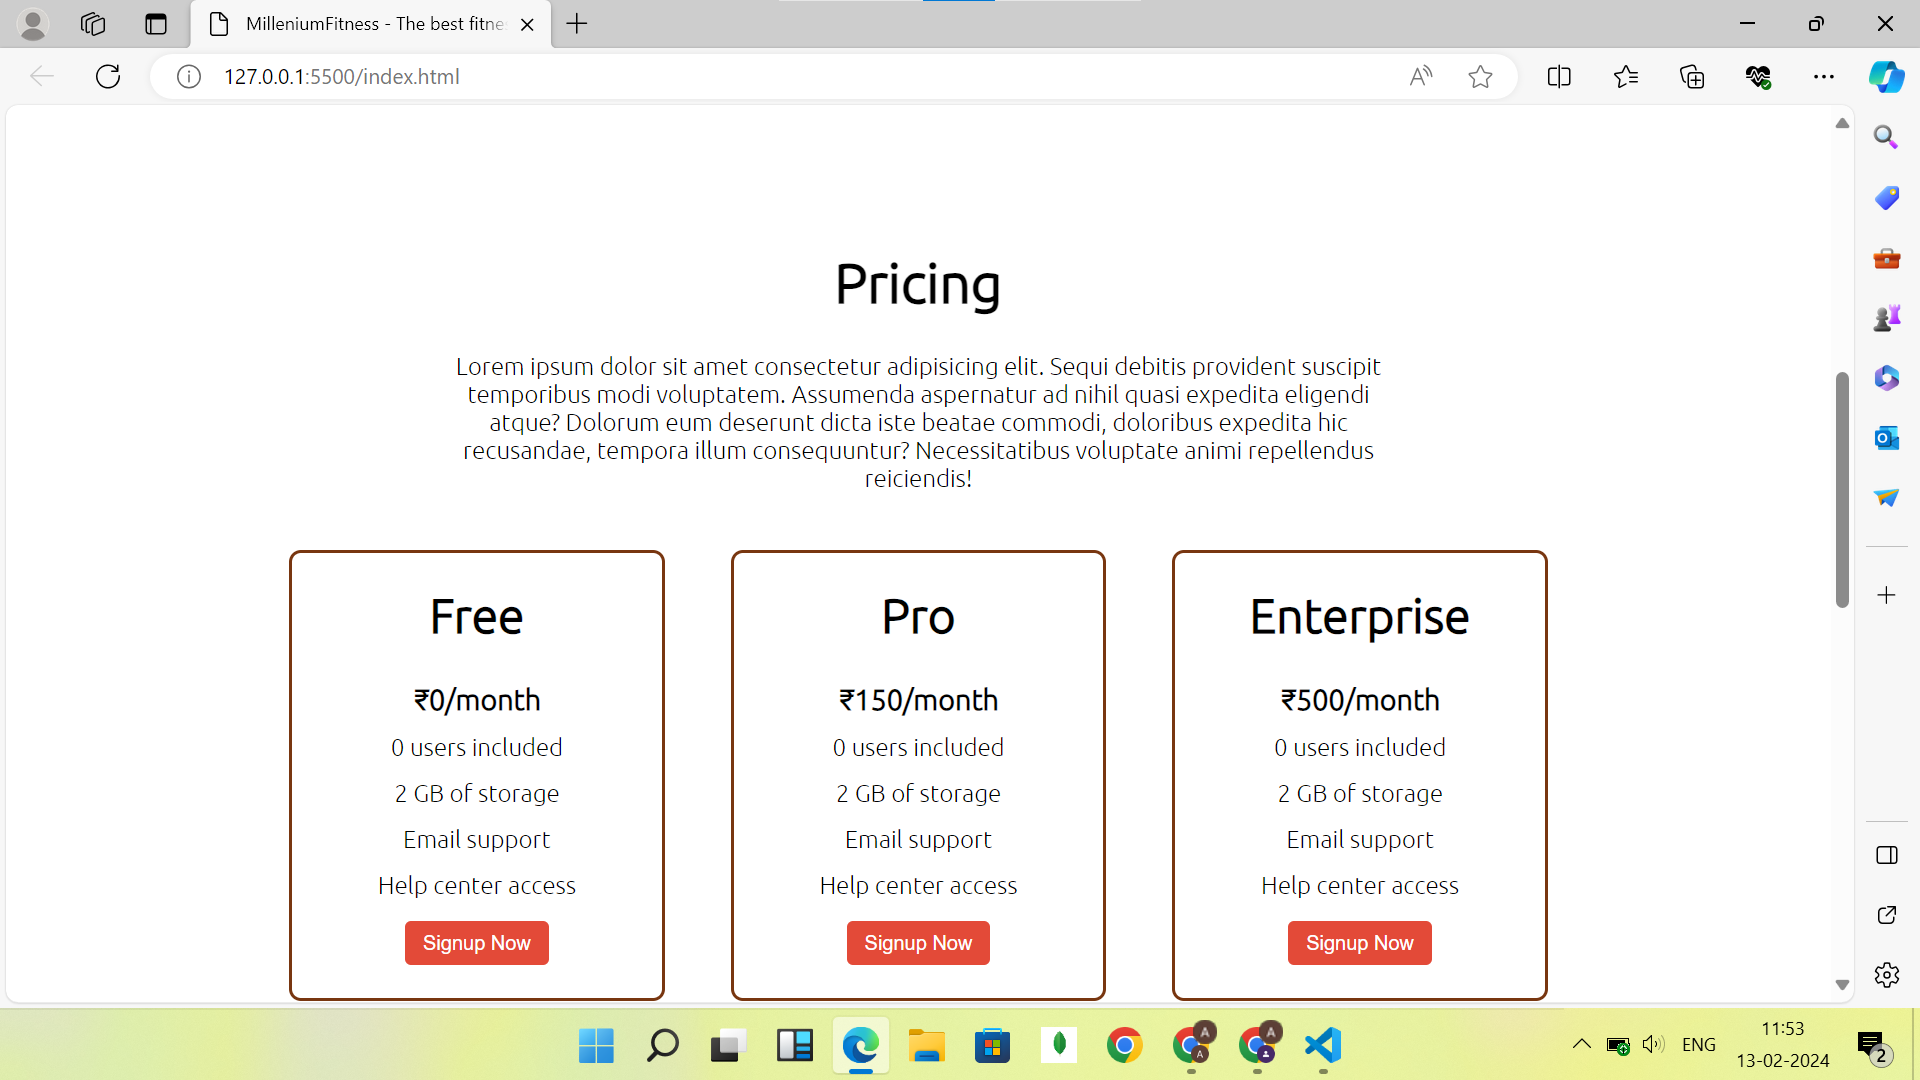 MilleniumFitness - The best fitne
127.0.0.1:5500/index.html
Pricing
Lorem ipsum dolor sit amet consectetur adipisicing elit. Sequi debitis provident suscipit
temporibus modi voluptatem. Assumenda aspernatur ad nihil quasi expedita eligendi
atque? Dolorum eum deserunt dicta iste beatae commodi, doloribus expedita hic
recusandae, tempora illum consequuntur? Necessitatibus voluptate animi repellendus
reiciendis!
Free
₹0/month
0 users included
2 GB of storage
Email support
Help center access
Signup Now
Pro
₹150/month
0 users included
2 GB of storage
Email support
Help center access
Signup Now
Enterprise
₹500/month
0 users included
2 GB of storage
Email support
Help center access
Signup Now
A
A
A
ENG
11:53
13-02-2024
2